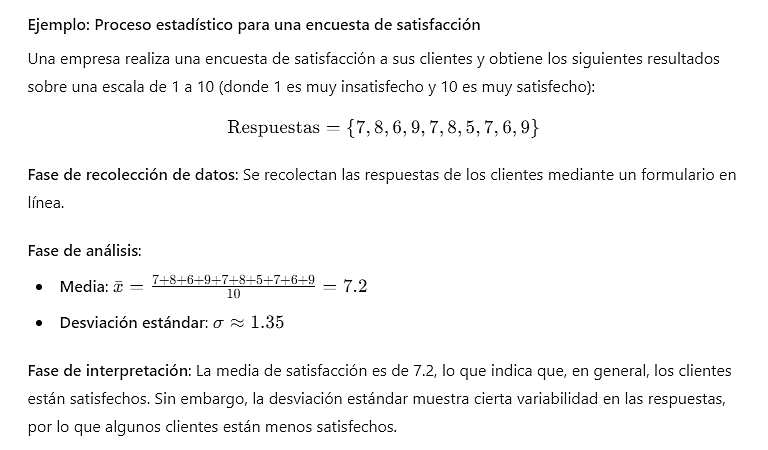 Ejemplo: Proceso estadístico para una encuesta de satisfacción
Una empresa realiza una encuesta de satisfacción a sus clientes y obtiene los siguientes resultados
sobre una escala de 1 a 10 (donde 1 es muy insatisfecho y 10 es muy satisfecho):
Respuestas = {7, 8, 6, 9, 7, 8, 5, 7, 6, 9}
Fase de recolección de datos: Se recolectan las respuestas de los clientes mediante un formulario en
línea.
Fase de análisis:
• Media: x̄ = (7+8+6+9+7+8+5+7+6+9)/10 = 7.2
• Desviación estándar: σ ≈ 1.35
Fase de interpretación: La media de satisfacción es de 7.2, lo que indica que, en general, los clientes
están satisfechos. Sin embargo, la desviación estándar muestra cierta variabilidad en las respuestas,
por lo que algunos clientes están menos satisfechos.